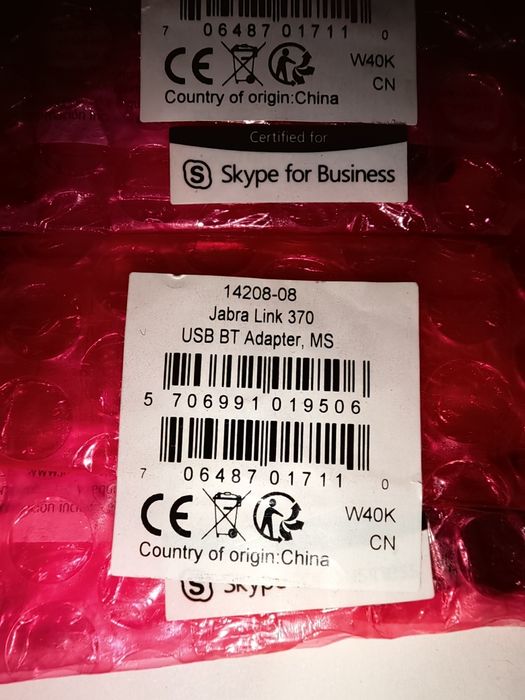 7 06487 01711 0
W40K
CN
Country of origin:China
Certified for
Skype for Business
14208-08
Jabra Link 370
USB BT Adapter, MS
5 706991 019506
7 06487 01711 0
W40K
CN
Country of origin:China
Skype